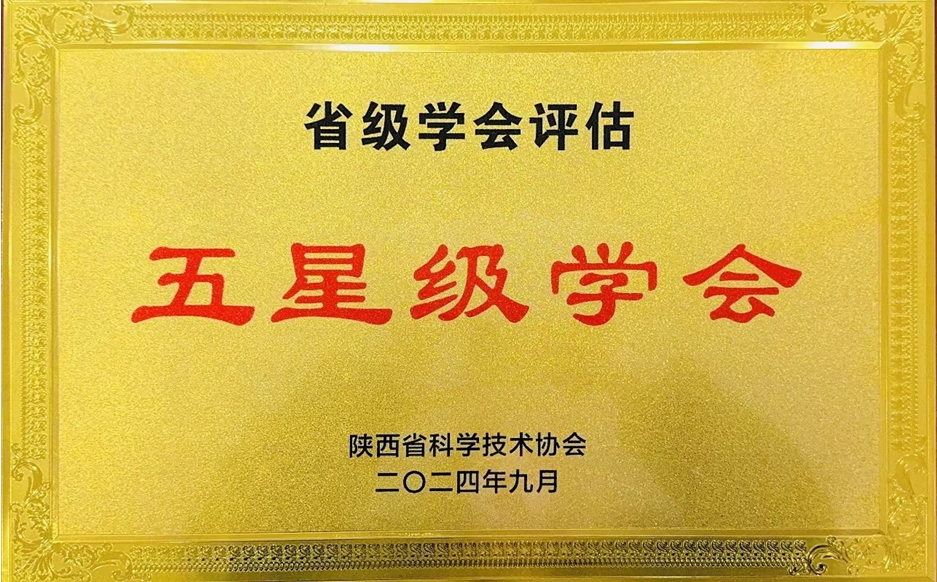 省级学会评估
五星级学会
陕西省科学技术协会
二〇二四年九月